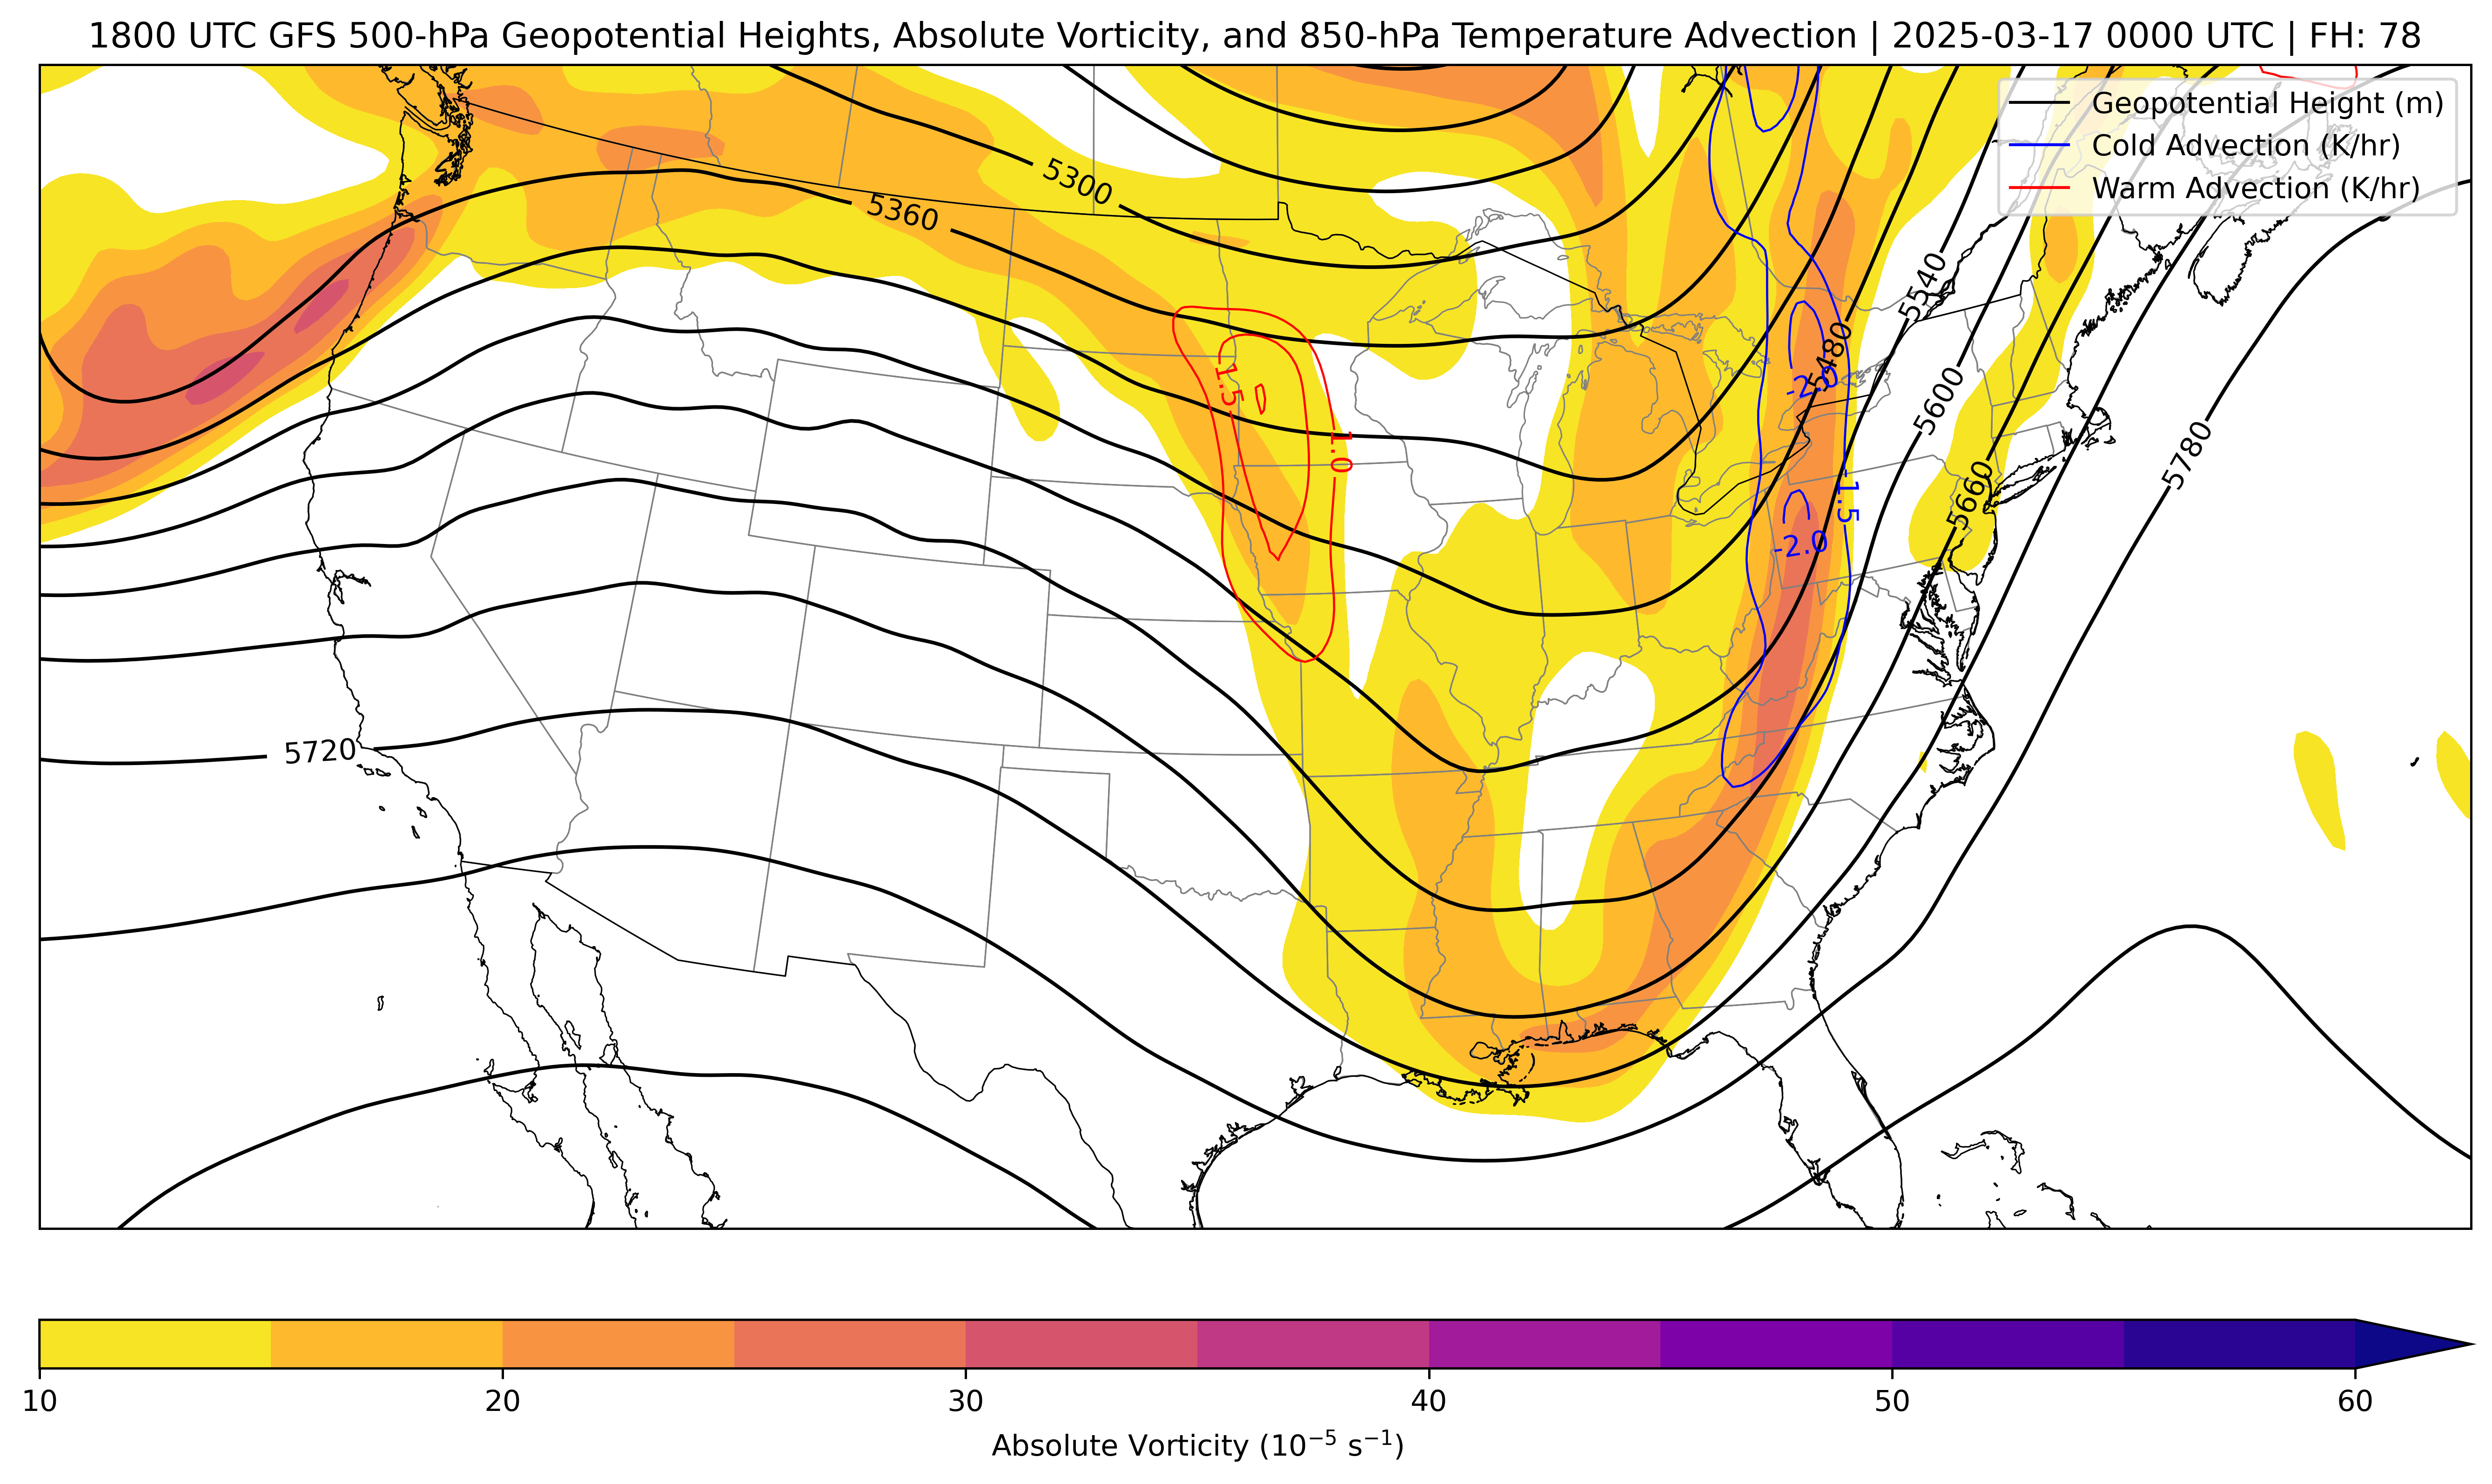 1800 UTC GFS 500-hPa Geopotential Heights, Absolute Vorticity, and 850-hPa Temperature Advection | 2025-03-17 0000 UTC | FH: 78
Geopotential Height (m)
Cold Advection (K/hr)
Warm Advection (K/hr)
5300
5360
5540
5480
-2.0
1.5
5600
1.0
5780
-1.5
5660
-2.0
5720
10 20 30 40 50 60
Absolute Vorticity (10⁻⁵ s⁻¹)